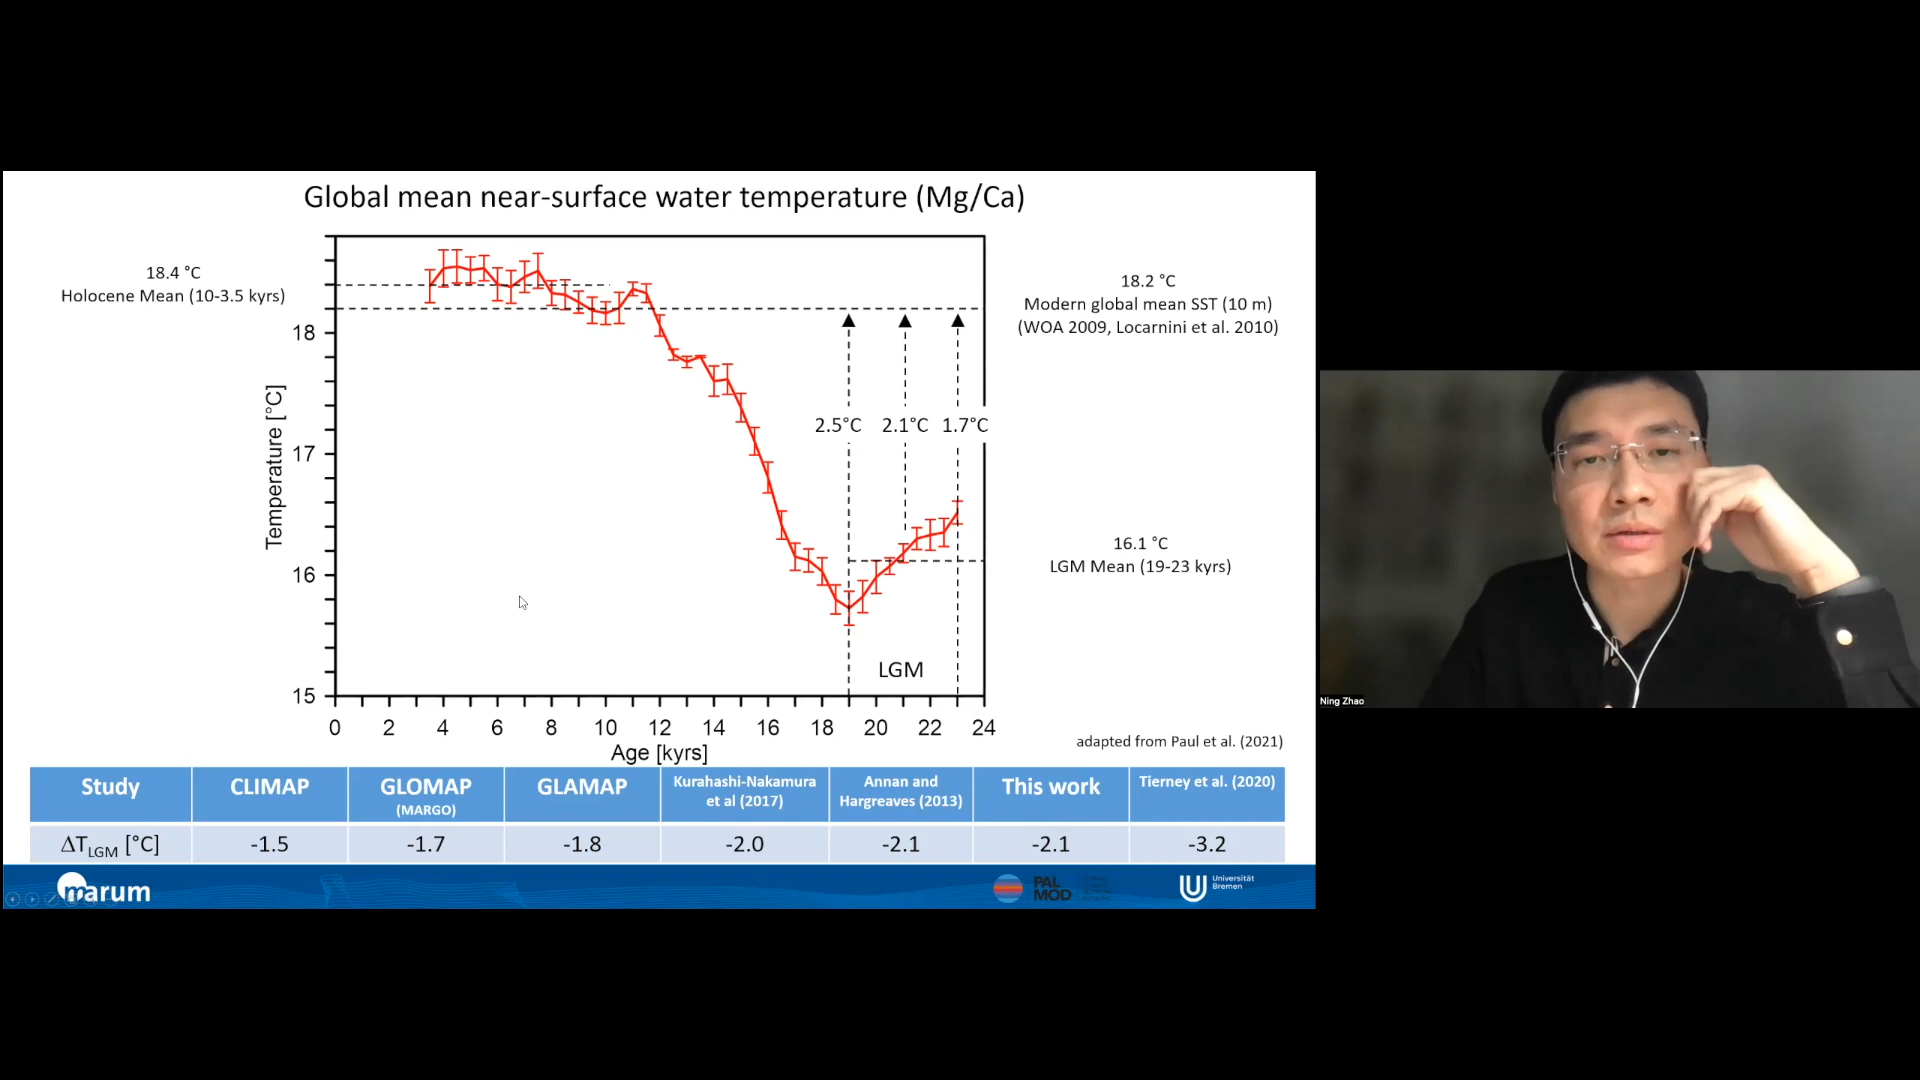 Global mean near-surface water temperature (Mg/Ca)
18.4 °C
Holocene Mean (10-3.5 kyrs)
18.2 °C
Modern global mean SST (10 m)
(WOA 2009, Locarnini et al. 2010)
18
17
16
15
Temperature [°C]
2.5°C 2.1°C 1.7°C
16.1 °C
LGM Mean (19-23 kyrs)
LGM
0 2 4 6 8 10 12 14 16 18 20 22 24
Age [kyrs]
adapted from Paul et al. (2021)
Study CLIMAP GLOMAP (MARGO) GLAMAP Kurahashi-Nakamura et al (2017) Annan and Hargreaves (2013) This work Tierney et al. (2020)
ΔTLGM [°C] -1.5 -1.7 -1.8 -2.0 -2.1 -2.1 -3.2
marum
PAL
MOD
Universität
Bremen
Ning Zhao